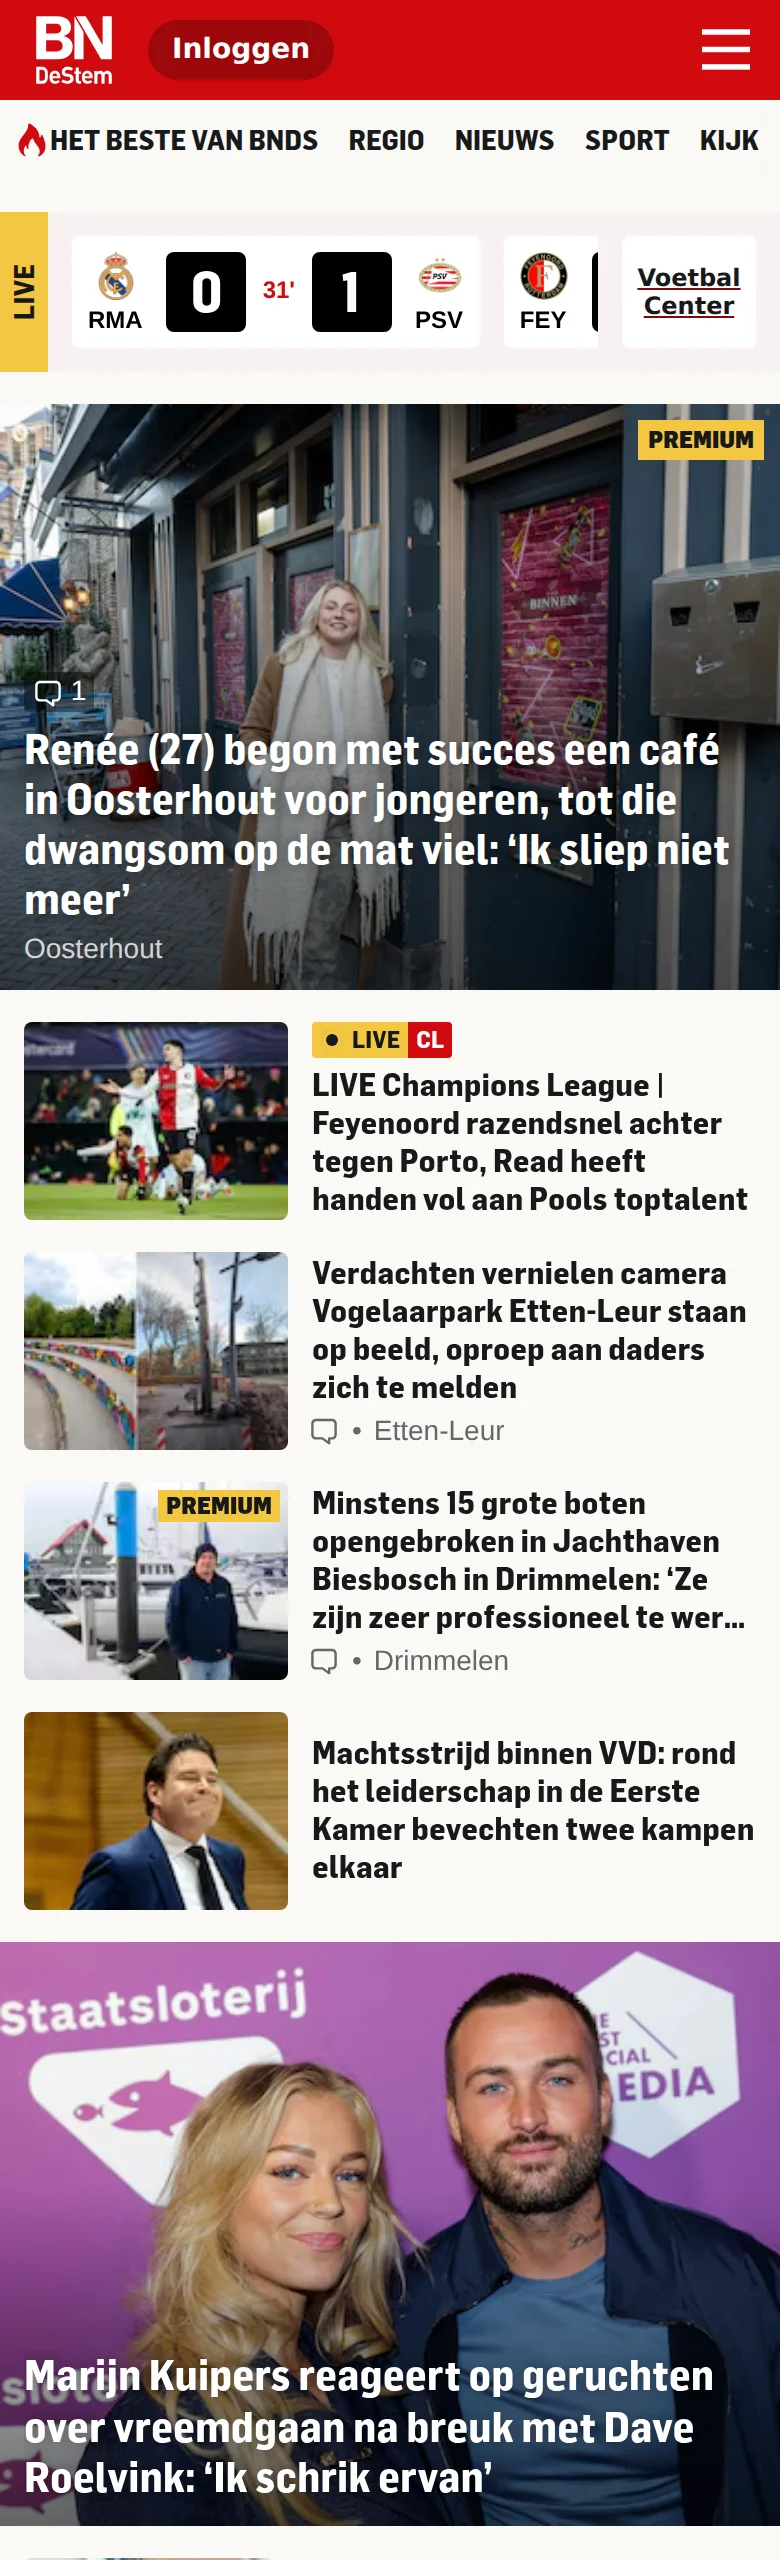 BN
DeStem
Inloggen
HET BESTE VAN BNDS
REGIO
NIEUWS
SPORT
KIJK
LIVE
RMA
0
31'
1
PSV
PSV
FEY
Voetbal
Center
PREMIUM
BINNEN
1
Renée (27) begon met succes een café
in Oosterhout voor jongeren, tot die
dwangsom op de mat viel: ‘Ik sliep niet
meer’
Oosterhout
LIVE CL
LIVE Champions League |
Feyenoord razendsnel achter
tegen Porto, Read heeft
handen vol aan Pools toptalent
Verdachten vernielen camera
Vogelaarpark Etten-Leur staan
op beeld, oproep aan daders
zich te melden
• Etten-Leur
PREMIUM
Minstens 15 grote boten
opengebroken in Jachthaven
Biesbosch in Drimmelen: ‘Ze
zijn zeer professioneel te wer...
• Drimmelen
Machtsstrijd binnen VVD: rond
het leiderschap in de Eerste
Kamer bevechten twee kampen
elkaar
Staatsloterij
EDIA
Marijn Kuipers reageert op geruchten
over vreemdgaan na breuk met Dave
Roelvink: ‘Ik schrik ervan’